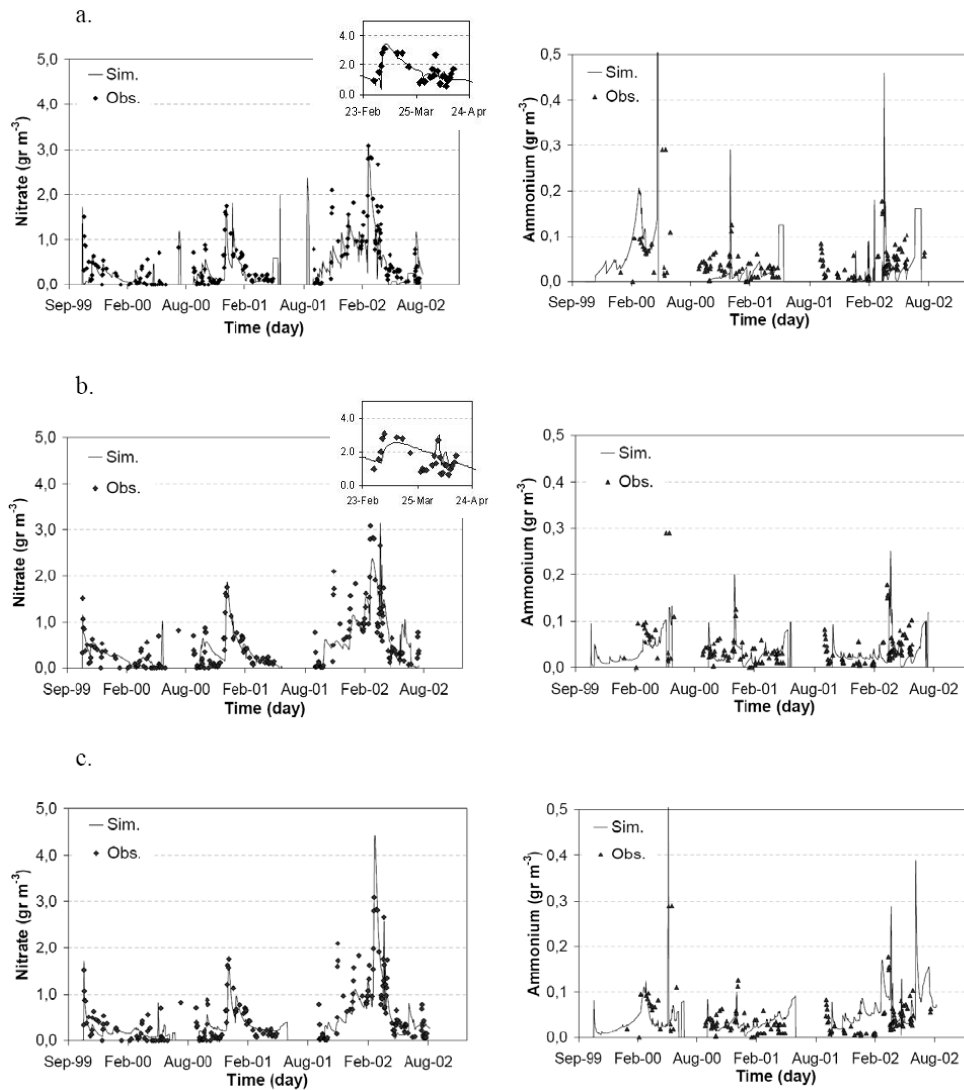 a.
5,0
4,0
3,0
2,0
1,0
0,0
Nitrate (gr m-3)
Sim.
Obs.
4.0
2.0
0.0
23-Feb 25-Mar 24-Apr
Sep-99 Feb-00 Aug-00 Feb-01 Aug-01 Feb-02 Aug-02
Time (day)
0,5
0,4
0,3
0,2
0,1
0,0
Ammonium (gr m-3)
Sim.
Obs.
Sep-99 Feb-00 Aug-00 Feb-01 Aug-01 Feb-02 Aug-02
Time (day)
b.
5,0
4,0
3,0
2,0
1,0
0,0
Nitrate (gr m-3)
Sim.
Obs.
4.0
2.0
0.0
23-Feb 25-Mar 24-Apr
Sep-99 Feb-00 Aug-00 Feb-01 Aug-01 Feb-02 Aug-02
Time (day)
0,5
0,4
0,3
0,2
0,1
0,0
Ammonium (gr m-3)
Sim.
Obs.
Sep-99 Feb-00 Aug-00 Feb-01 Aug-01 Feb-02 Aug-02
Time (day)
c.
5,0
4,0
3,0
2,0
1,0
0,0
Nitrate (gr m-3)
Sim.
Obs.
Sep-99 Feb-00 Aug-00 Feb-01 Aug-01 Feb-02 Aug-02
Time (day)
0,5
0,4
0,3
0,2
0,1
0,0
Ammonium (gr m-3)
Sim.
Obs.
Sep-99 Feb-00 Aug-00 Feb-01 Aug-01 Feb-02 Aug-02
Time (day)